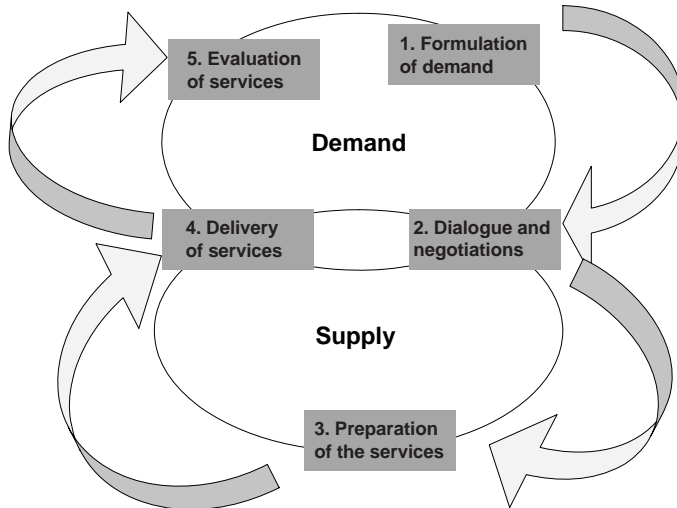 1. Formulation
of demand
5. Evaluation
of services
Demand
4. Delivery
of services
2. Dialogue and
negotiations
Supply
3. Preparation
of the services